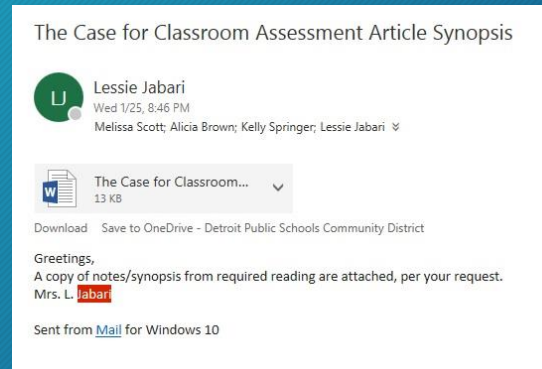 The Case for Classroom Assessment Article Synopsis
LJ
Lessie Jabari
Wed 1/25, 8:46 PM
Melissa Scott; Alicia Brown; Kelly Springer; Lessie Jabari
W
The Case for Classroom...
13 KB
Download Save to OneDrive - Detroit Public Schools Community District
Greetings,
A copy of notes/synopsis from required reading are attached, per your request.
Mrs. L. Jabari
Sent from Mail for Windows 10